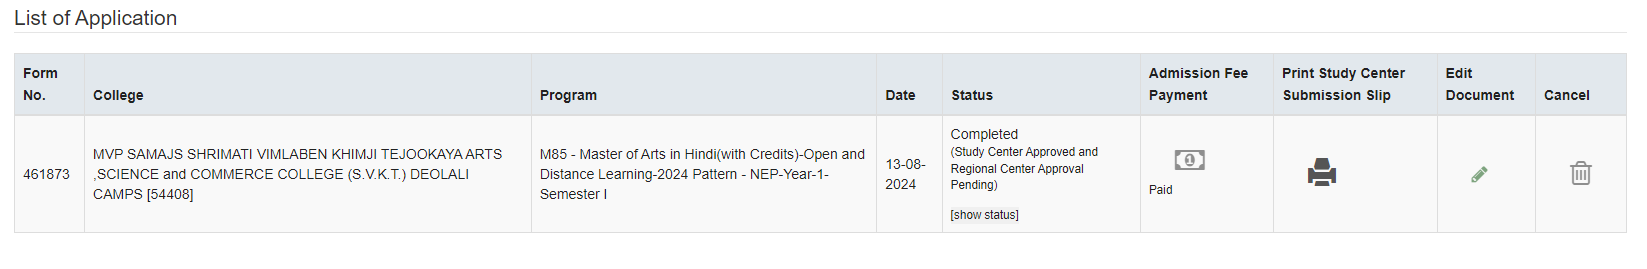 List of Application
Form No.
College
Program
Date
Status
Admission Fee Payment
Print Study Center Submission Slip
Edit Document
Cancel
461873
MVP SAMAJS SHRIMATI VIMLABEN KHIMJI TEJOOKAYA ARTS
,SCIENCE and COMMERCE COLLEGE (S.V.K.T.) DEOLALI
CAMPS [54408]
M85 - Master of Arts in Hindi(with Credits)-Open and
Distance Learning-2024 Pattern - NEP-Year-1-
Semester I
13-08-
2024
Completed
(Study Center Approved and
Regional Center Approval
Pending)
[show status]
Paid